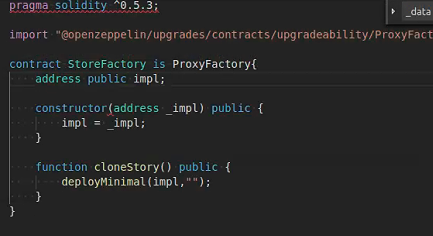 pragma solidity ^0.5.3;
_data
import "@openzeppelin/upgrades/contracts/upgradeability/ProxyFact
contract StoreFactory is ProxyFactory{
address public impl;
constructor(address _impl) public {
impl = _impl;
}
function cloneStory() public {
deployMinimal(impl,"");
}
}